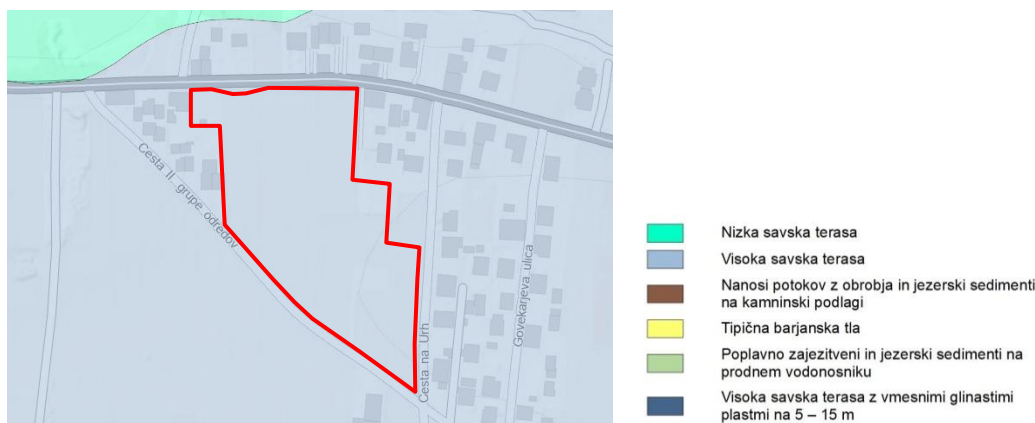 Cesta II grupe odredov
Cesta na Urh
Govekarjeva ulica
Nizka savska terasa
Visoka savska terasa
Nanosi potokov z obrobja in jezerski sedimenti
na kamninski podlagi
Tipična barjanska tla
Poplavno zajezitveni in jezerski sedimenti na
prodnem vodonosniku
Visoka savska terasa z vmesnimi glinastimi
plastmi na 5 – 15 m